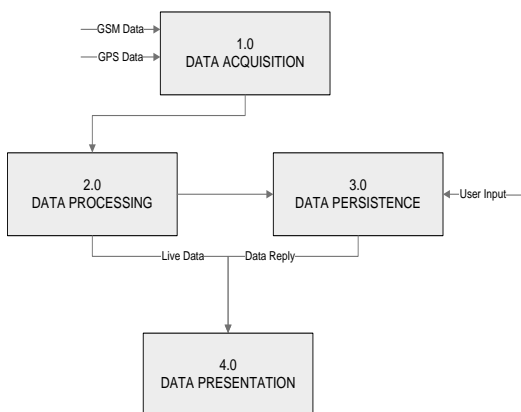 GSM Data
GPS Data
1.0
DATA ACQUISITION
2.0
DATA PROCESSING
3.0
DATA PERSISTENCE
User Input
Live Data
Data Reply
4.0
DATA PRESENTATION